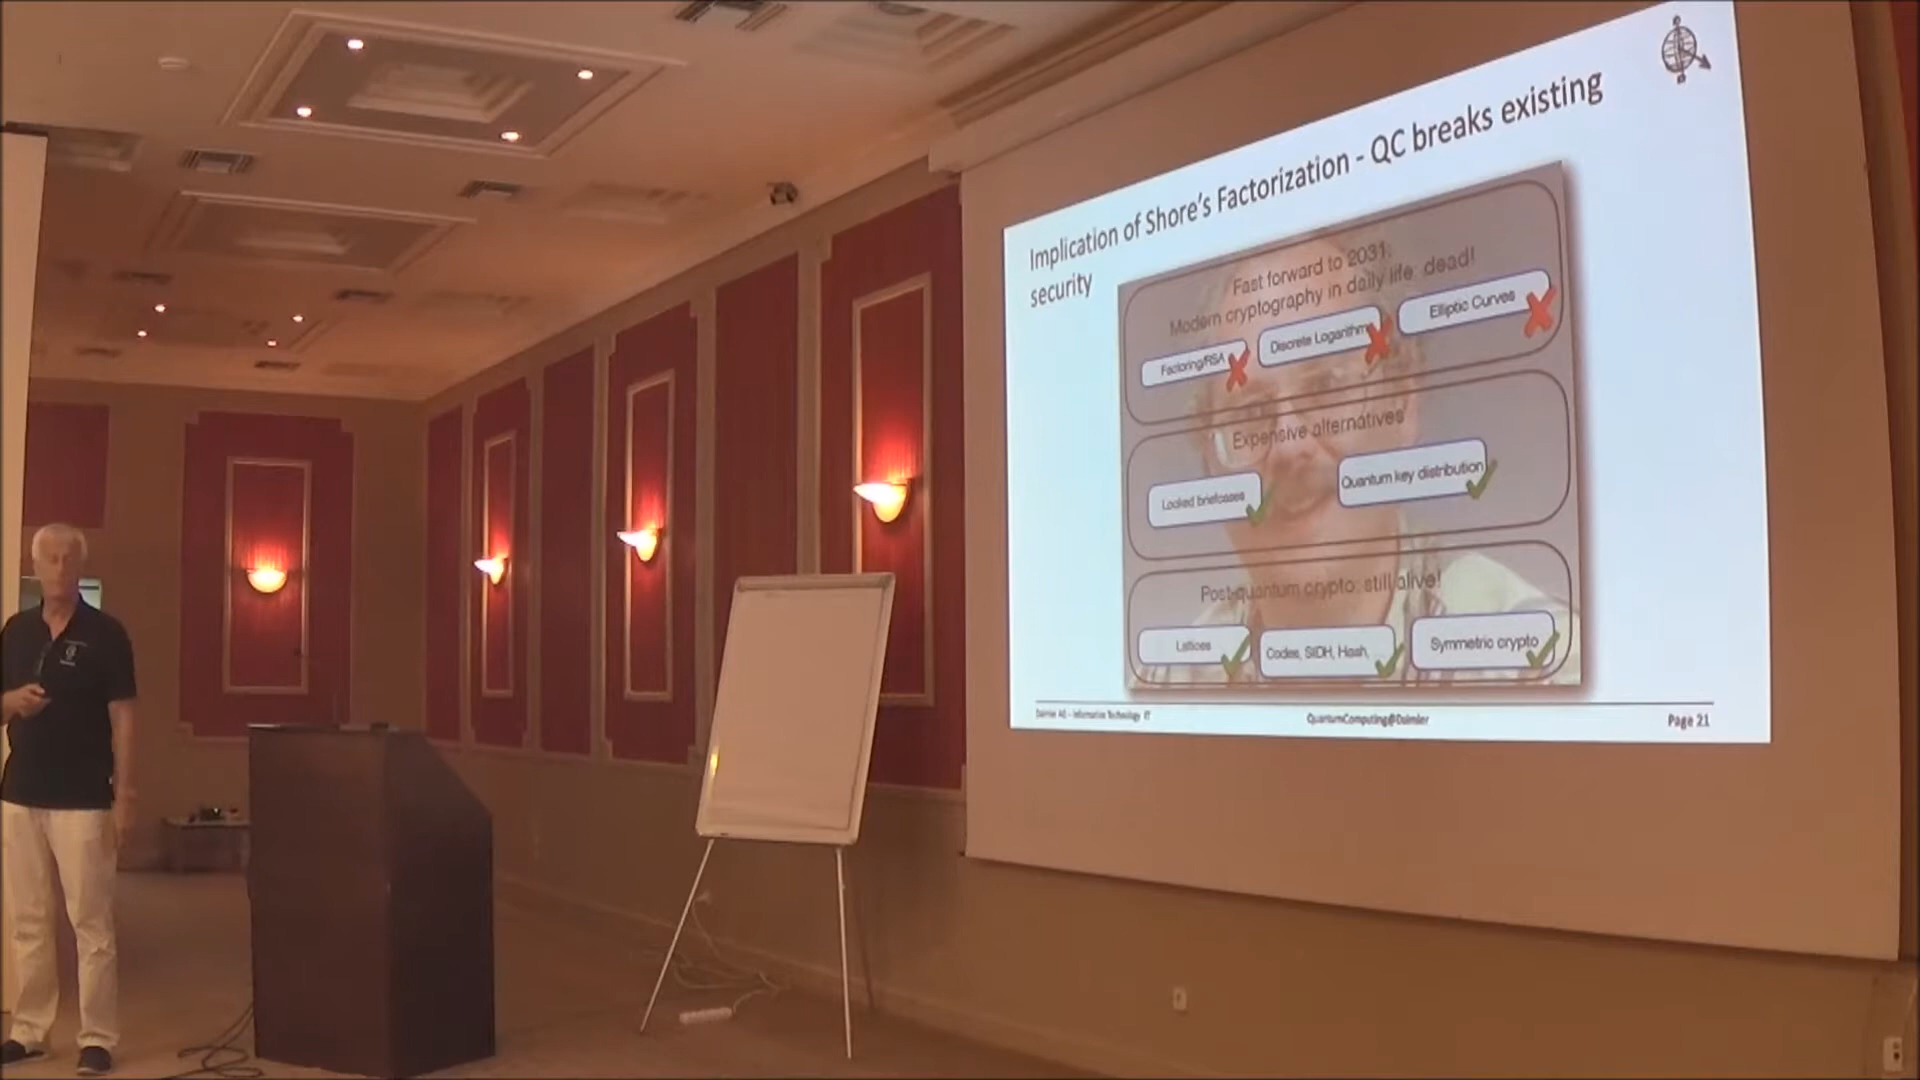 Implication of Shore's Factorization - QC breaks existing
security
Fast forward to 2031:
Modern cryptography in daily life: dead!
Factoring/RSA
Discrete Logarithms
Elliptic Curves
Expensive alternatives
Locked briefcases
Quantum key distribution
Post-quantum crypto: still alive!
Lattices
Codes, SIDH, Hash,
Symmetric crypto
Daimler AG – Information Technology IT
QuantumComputing@Daimler
Page 21